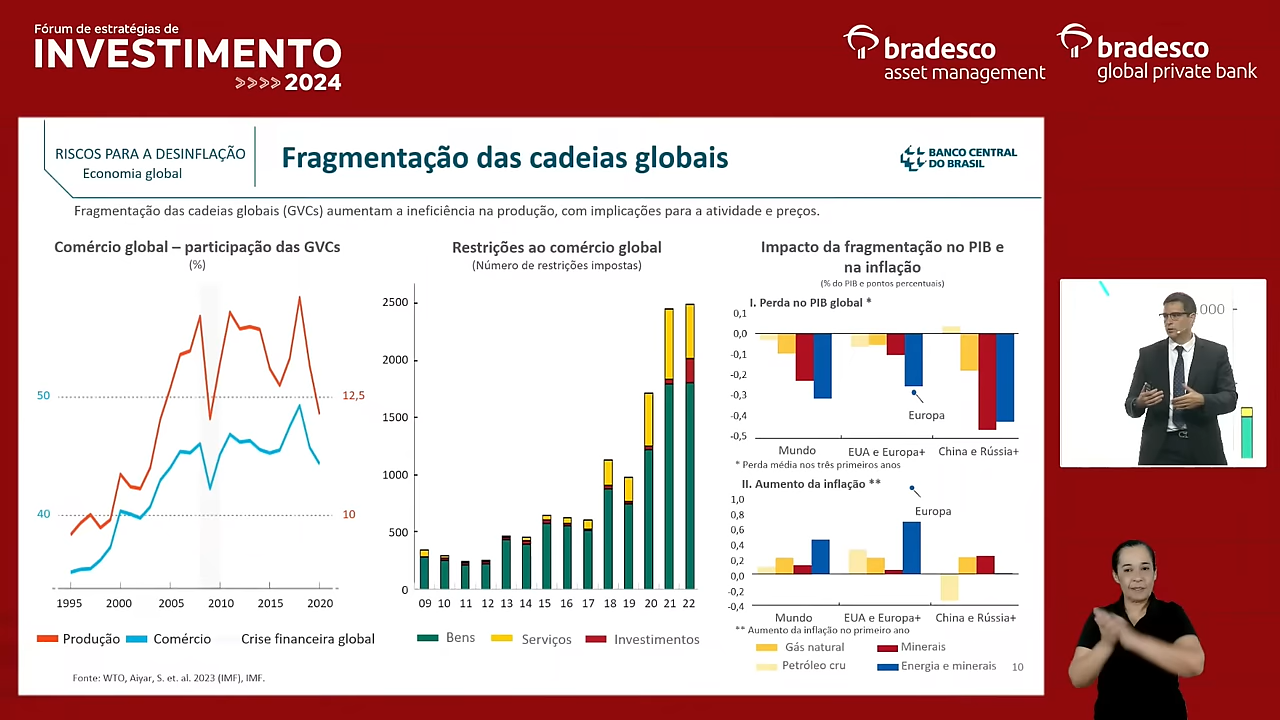 Fórum de estratégias de
INVESTIMENTO
>>>> 2024
bradesco
asset management
bradesco
global private bank
RISCOS PARA A DESINFLAÇÃO
Economia global
Fragmentação das cadeias globais
BANCO CENTRAL
DO BRASIL
Fragmentação das cadeias globais (GVCs) aumentam a ineficiência na produção, com implicações para a atividade e preços.
Comércio global – participação das GVCs
(%)
50
12,5
40
10
1995 2000 2005 2010 2015 2020
Produção Comércio Crise financeira global
Restrições ao comércio global
(Número de restrições impostas)
2500
2000
1500
1000
500
0
09 10 11 12 13 14 15 16 17 18 19 20 21 22
Bens Serviços Investimentos
Impacto da fragmentação no PIB e
na inflação
(% do PIB e pontos percentuais)
I. Perda no PIB global *
0,1
0,0
-0,1
-0,2
-0,3
-0,4
-0,5
Europa
Mundo EUA e Europa+ China e Rússia+
* Perda média nos três primeiros anos
II. Aumento da inflação **
1,0
0,8
0,6
0,4
0,2
0,0
-0,2
-0,4
Europa
Mundo EUA e Europa+ China e Rússia+
** Aumento da inflação no primeiro ano
Gás natural Minerais
Petróleo cru Energia e minerais
10
Fonte: WTO, Aiyar, S. et. al. 2023 (IMF), IMF.
000